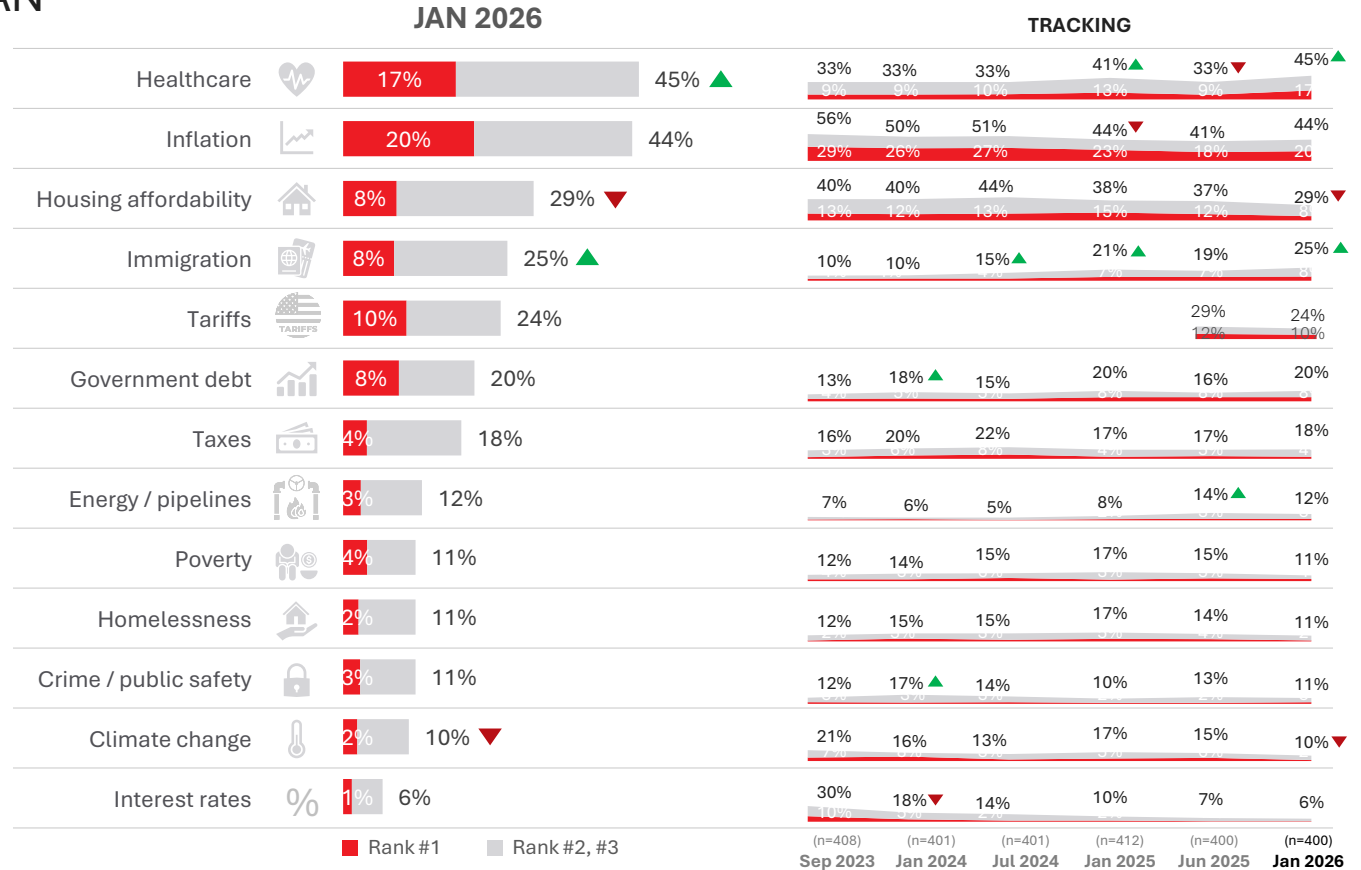 AN
JAN 2026
TRACKING
Healthcare 17% 45% 33% 33% 33% 41% 33% 45%
9% 9% 10% 13% 9% 17
Inflation 20% 44% 56% 50% 51% 44% 41% 44%
29% 26% 27% 23% 18% 20
Housing affordability 8% 29% 40% 40% 44% 38% 37% 29%
13% 12% 13% 15% 12% 8
Immigration 8% 25% 10% 10% 15% 21% 19% 25%
TARIFFS
Tariffs 10% 24% 29% 24%
12% 10%
Government debt 8% 20% 13% 18% 15% 20% 16% 20%
Taxes 4% 18% 16% 20% 22% 17% 17% 18%
Energy / pipelines 3% 12% 7% 6% 5% 8% 14% 12%
Poverty 4% 11% 12% 14% 15% 17% 15% 11%
Homelessness 2% 11% 12% 15% 15% 17% 14% 11%
Crime / public safety 3% 11% 12% 17% 14% 10% 13% 11%
Climate change 2% 10% 21% 16% 13% 17% 15% 10%
Interest rates % 1% 6% 30% 18% 14% 10% 7% 6%
10%
Rank #1 Rank #2, #3
(n=408) (n=401) (n=401) (n=412) (n=400) (n=400)
Sep 2023 Jan 2024 Jul 2024 Jan 2025 Jun 2025 Jan 2026